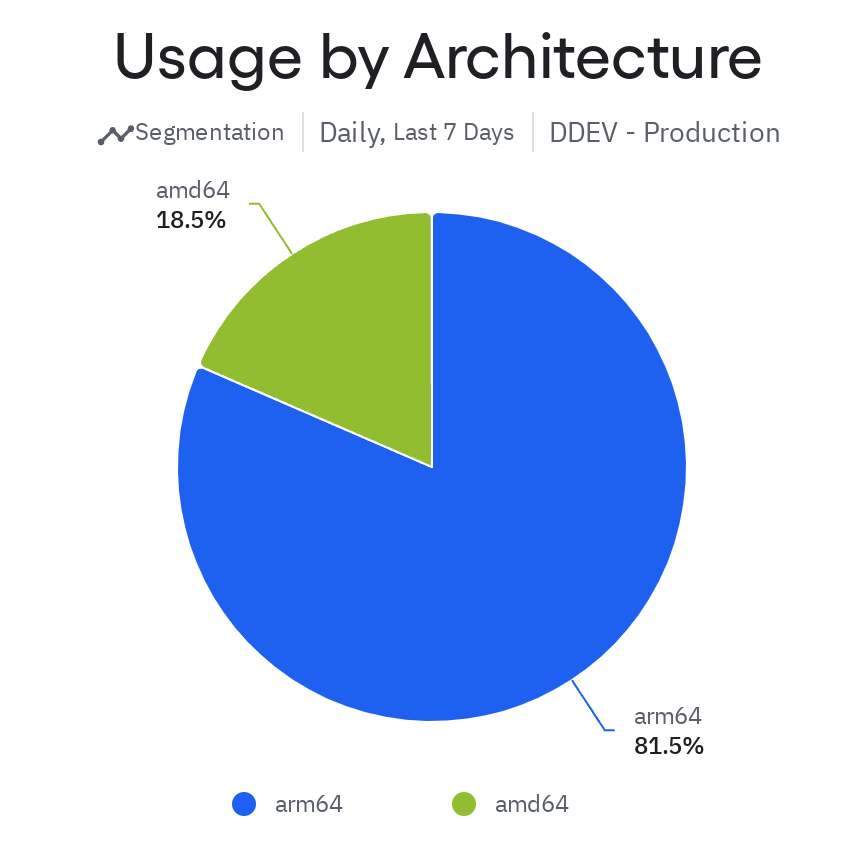 Usage by Architecture
Segmentation Daily, Last 7 Days DDEV - Production
amd64
18.5%
arm64
81.5%
arm64 amd64